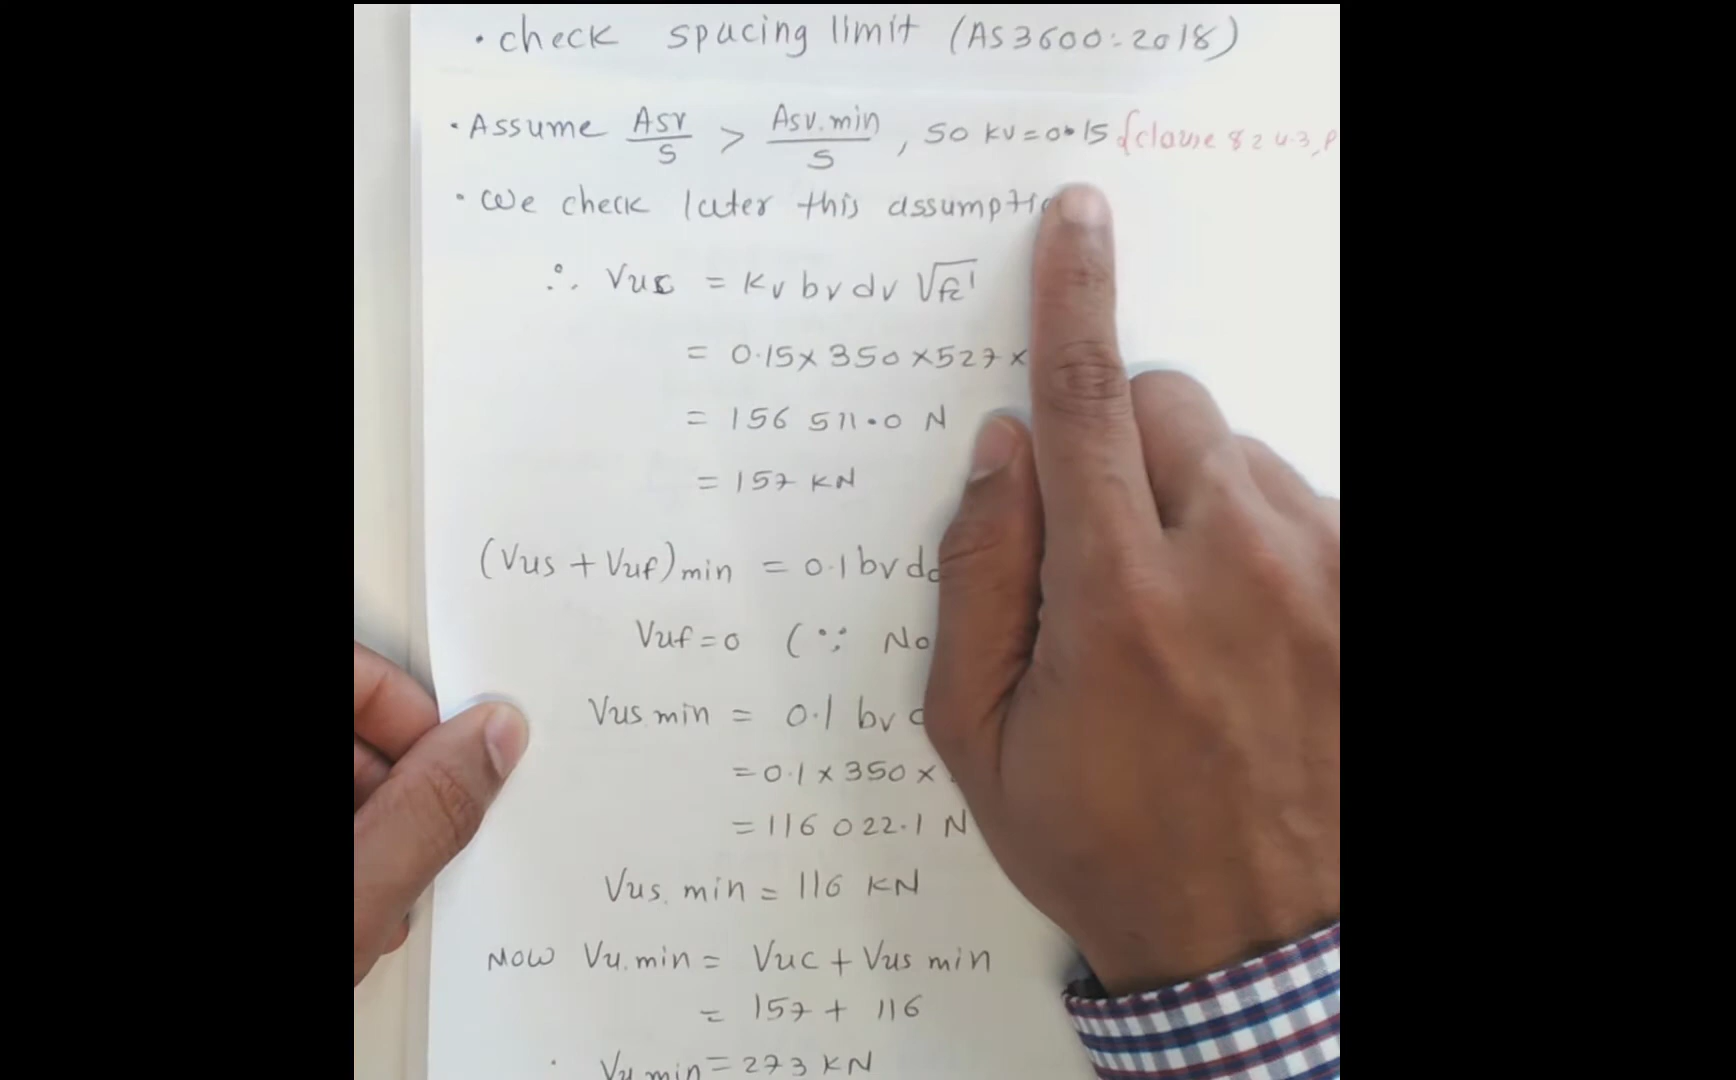 · check spacing limit (AS3600:2018)
· Assume Asv/s > Asv.min/s , so kv = 0.15 {clause 8 2 4.3, P
· We check later this assumptio
∴ Vuc = kv bv dv √fc'
= 0.15 x 350 x 527 x
= 156 511.0 N
= 157 KN
(Vus + Vuf)min = 0.1 bv d
Vuf = 0 (∵ No
Vus min = 0.1 bv
= 0.1 x 350 x
= 116 022.1 N
Vus. min = 116 KN
Now Vu.min = Vuc + Vus min
= 157 + 116
· Vu min = 273 KN